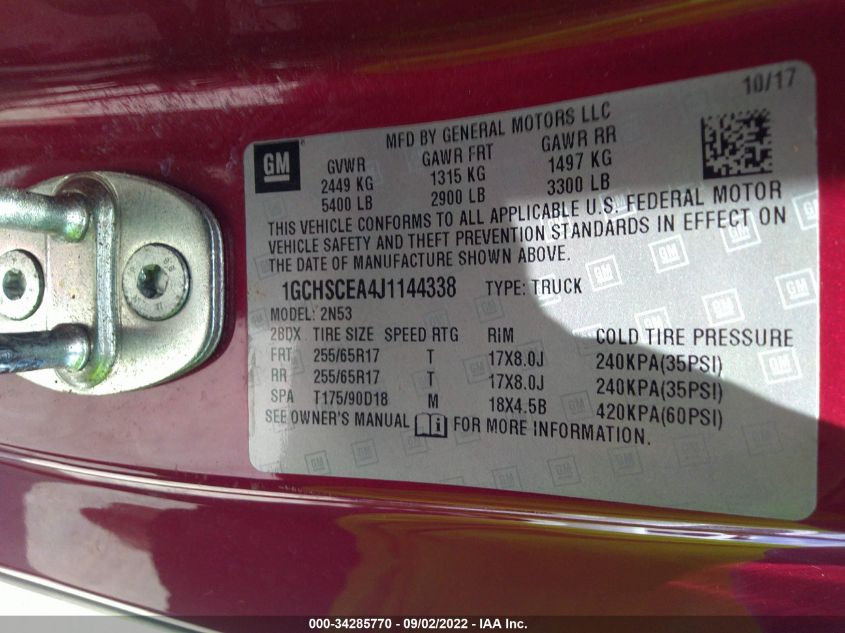 10/17
MFD BY GENERAL MOTORS LLC
GM
GVWR GAWR FRT GAWR RR
2449 KG 1315 KG 1497 KG
5400 LB 2900 LB 3300 LB
THIS VEHICLE CONFORMS TO ALL APPLICABLE U.S. FEDERAL MOTOR
VEHICLE SAFETY AND THEFT PREVENTION STANDARDS IN EFFECT ON
THE DATE OF MANUFACTURE SHOWN ABOVE.
1GCHSCEA4J1144338 TYPE: TRUCK
MODEL: 2N53
28DX TIRE SIZE SPEED RTG RIM COLD TIRE PRESSURE
FRT 255/65R17 T 17X8.0J 240KPA(35PSI)
RR 255/65R17 T 17X8.0J 240KPA(35PSI)
SPA T175/90D18 M 18X4.5B 420KPA(60PSI)
SEE OWNER'S MANUAL i FOR MORE INFORMATION.
000-34285770 - 09/02/2022 - IAA Inc.